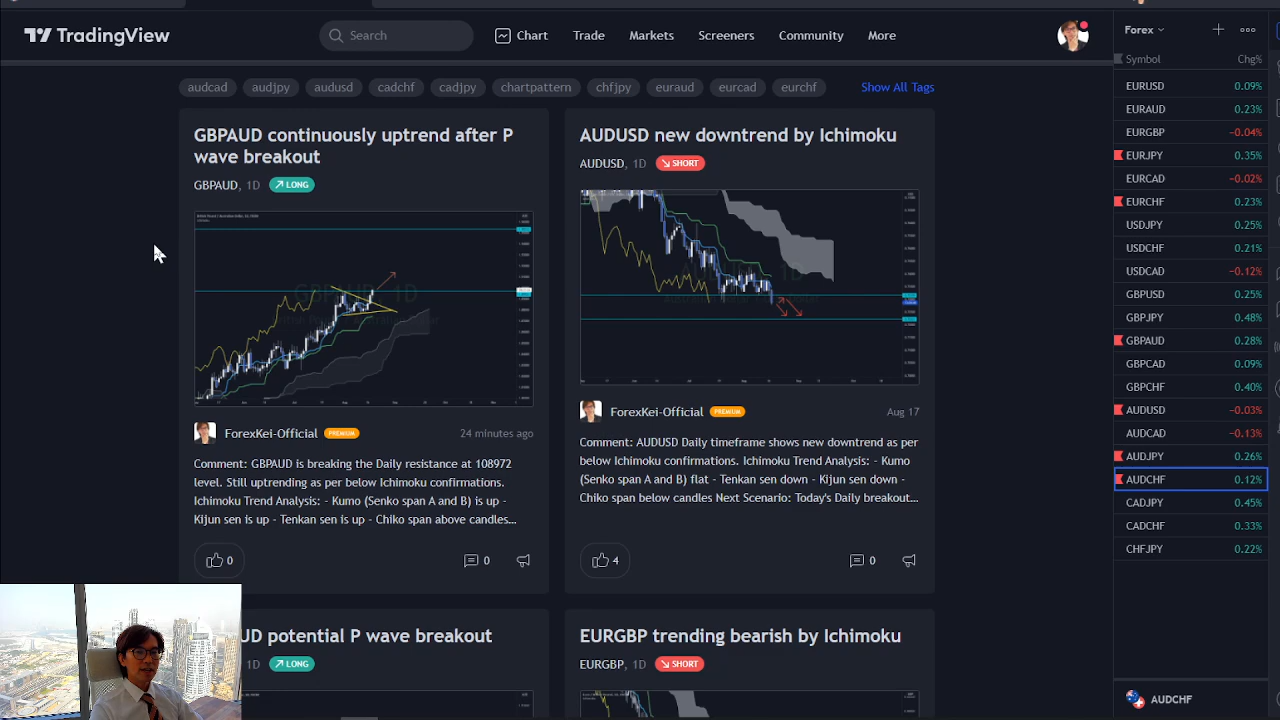 TradingView
Search
Chart
Trade
Markets
Screeners
Community
More
audcad
audjpy
audusd
cadchf
cadjpy
chartpattern
chfjpy
euraud
eurcad
eurchf
Show All Tags
GBPAUD continuously uptrend after P
wave breakout
GBPAUD, 1D
LONG
GBPAUD, 1D
ForexKei-Official PREMIUM
24 minutes ago
Comment: GBPAUD is breaking the Daily resistance at 108972
level. Still uptrending as per below Ichimoku confirmations.
Ichimoku Trend Analysis: - Kumo (Senko span A and B) is up -
Kijun sen is up - Tenkan sen is up - Chiko span above candles...
0
0
AUDUSD new downtrend by Ichimoku
AUDUSD, 1D
SHORT
ForexKei-Official PREMIUM
Aug 17
Comment: AUDUSD Daily timeframe shows new downtrend as per
below Ichimoku confirmations. Ichimoku Trend Analysis: - Kumo
(Senko span A and B) flat - Tenkan sen down - Kijun sen down -
Chiko span below candles Next Scenario: Today's Daily breakout...
4
0
UD potential P wave breakout
1D
LONG
EURGBP trending bearish by Ichimoku
EURGBP, 1D
SHORT
Forex
Symbol Chg%
EURUSD 0.09%
EURAUD 0.23%
EURGBP −0.04%
EURJPY 0.35%
EURCAD −0.02%
EURCHF 0.23%
USDJPY 0.25%
USDCHF 0.21%
USDCAD −0.12%
GBPUSD 0.25%
GBPJPY 0.48%
GBPAUD 0.28%
GBPCAD 0.09%
GBPCHF 0.40%
AUDUSD −0.03%
AUDCAD −0.13%
AUDJPY 0.26%
AUDCHF 0.12%
CADJPY 0.45%
CADCHF 0.33%
CHFJPY 0.22%
AUDCHF